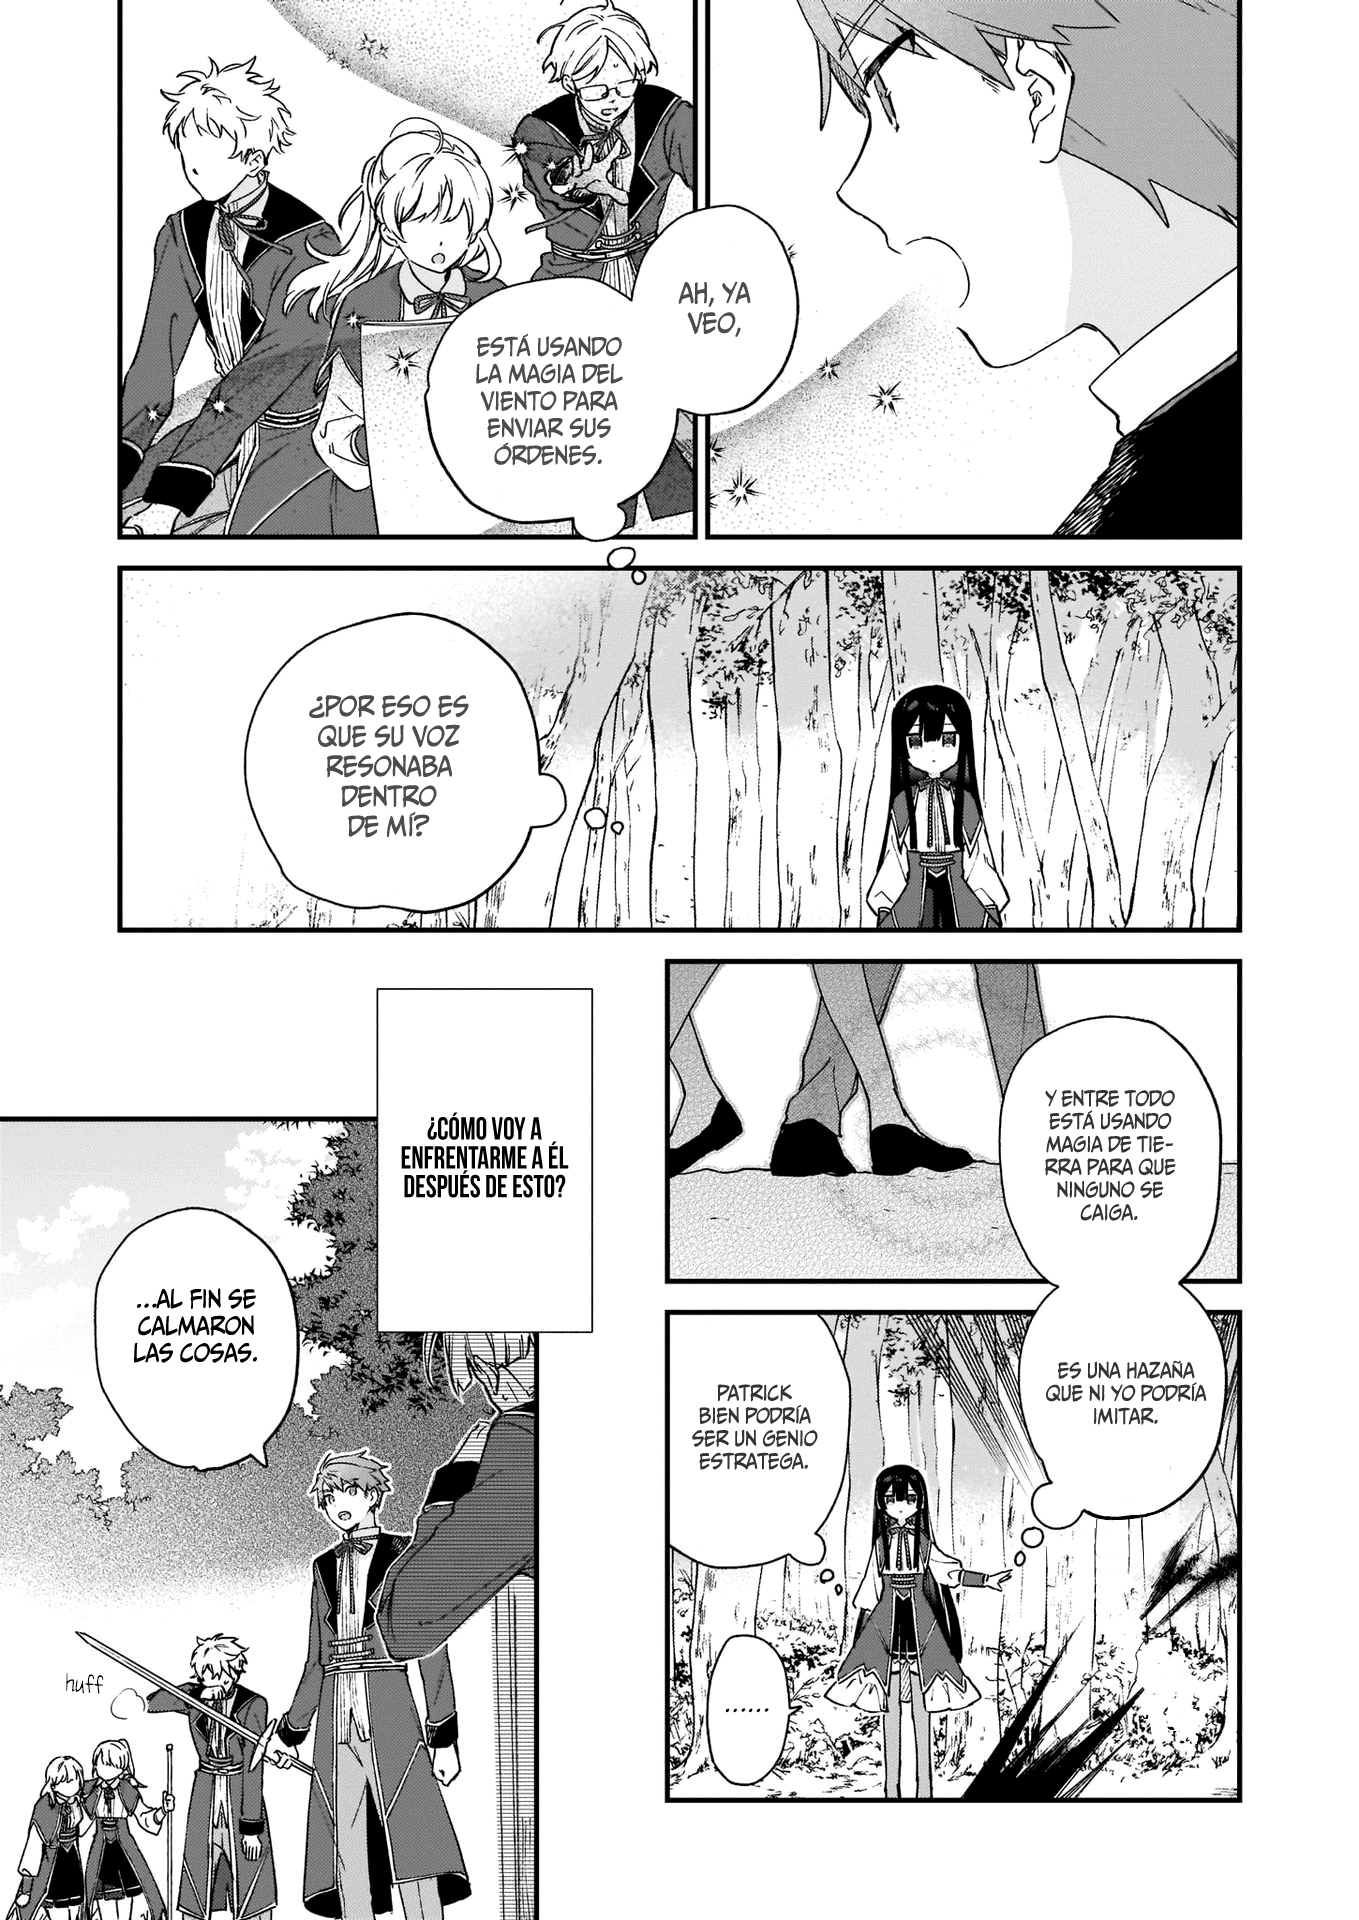 AH, YA
VEO,
ESTÁ USANDO
LA MAGIA DEL
VIENTO PARA
ENVIAR SUS
ÓRDENES.
¿POR ESO ES
QUE SU VOZ
RESONABA
DENTRO
DE MÍ?
Y ENTRE TODO
ESTÁ USANDO
MAGIA DE TIE-
RRA PARA QUE
NINGUNO SE
CAIGA.
ES UNA HAZAÑA
QUE NI YO PODRÍA
IMITAR.
PATRICK
BIEN PODRÍA
SER UN GENIO
ESTRATEGA.
......
¿CÓMO VOY A
ENFRENTARME A ÉL
DESPUÉS DE ESTO?
...AL FIN SE
CALMARON
LAS COSAS.
huff